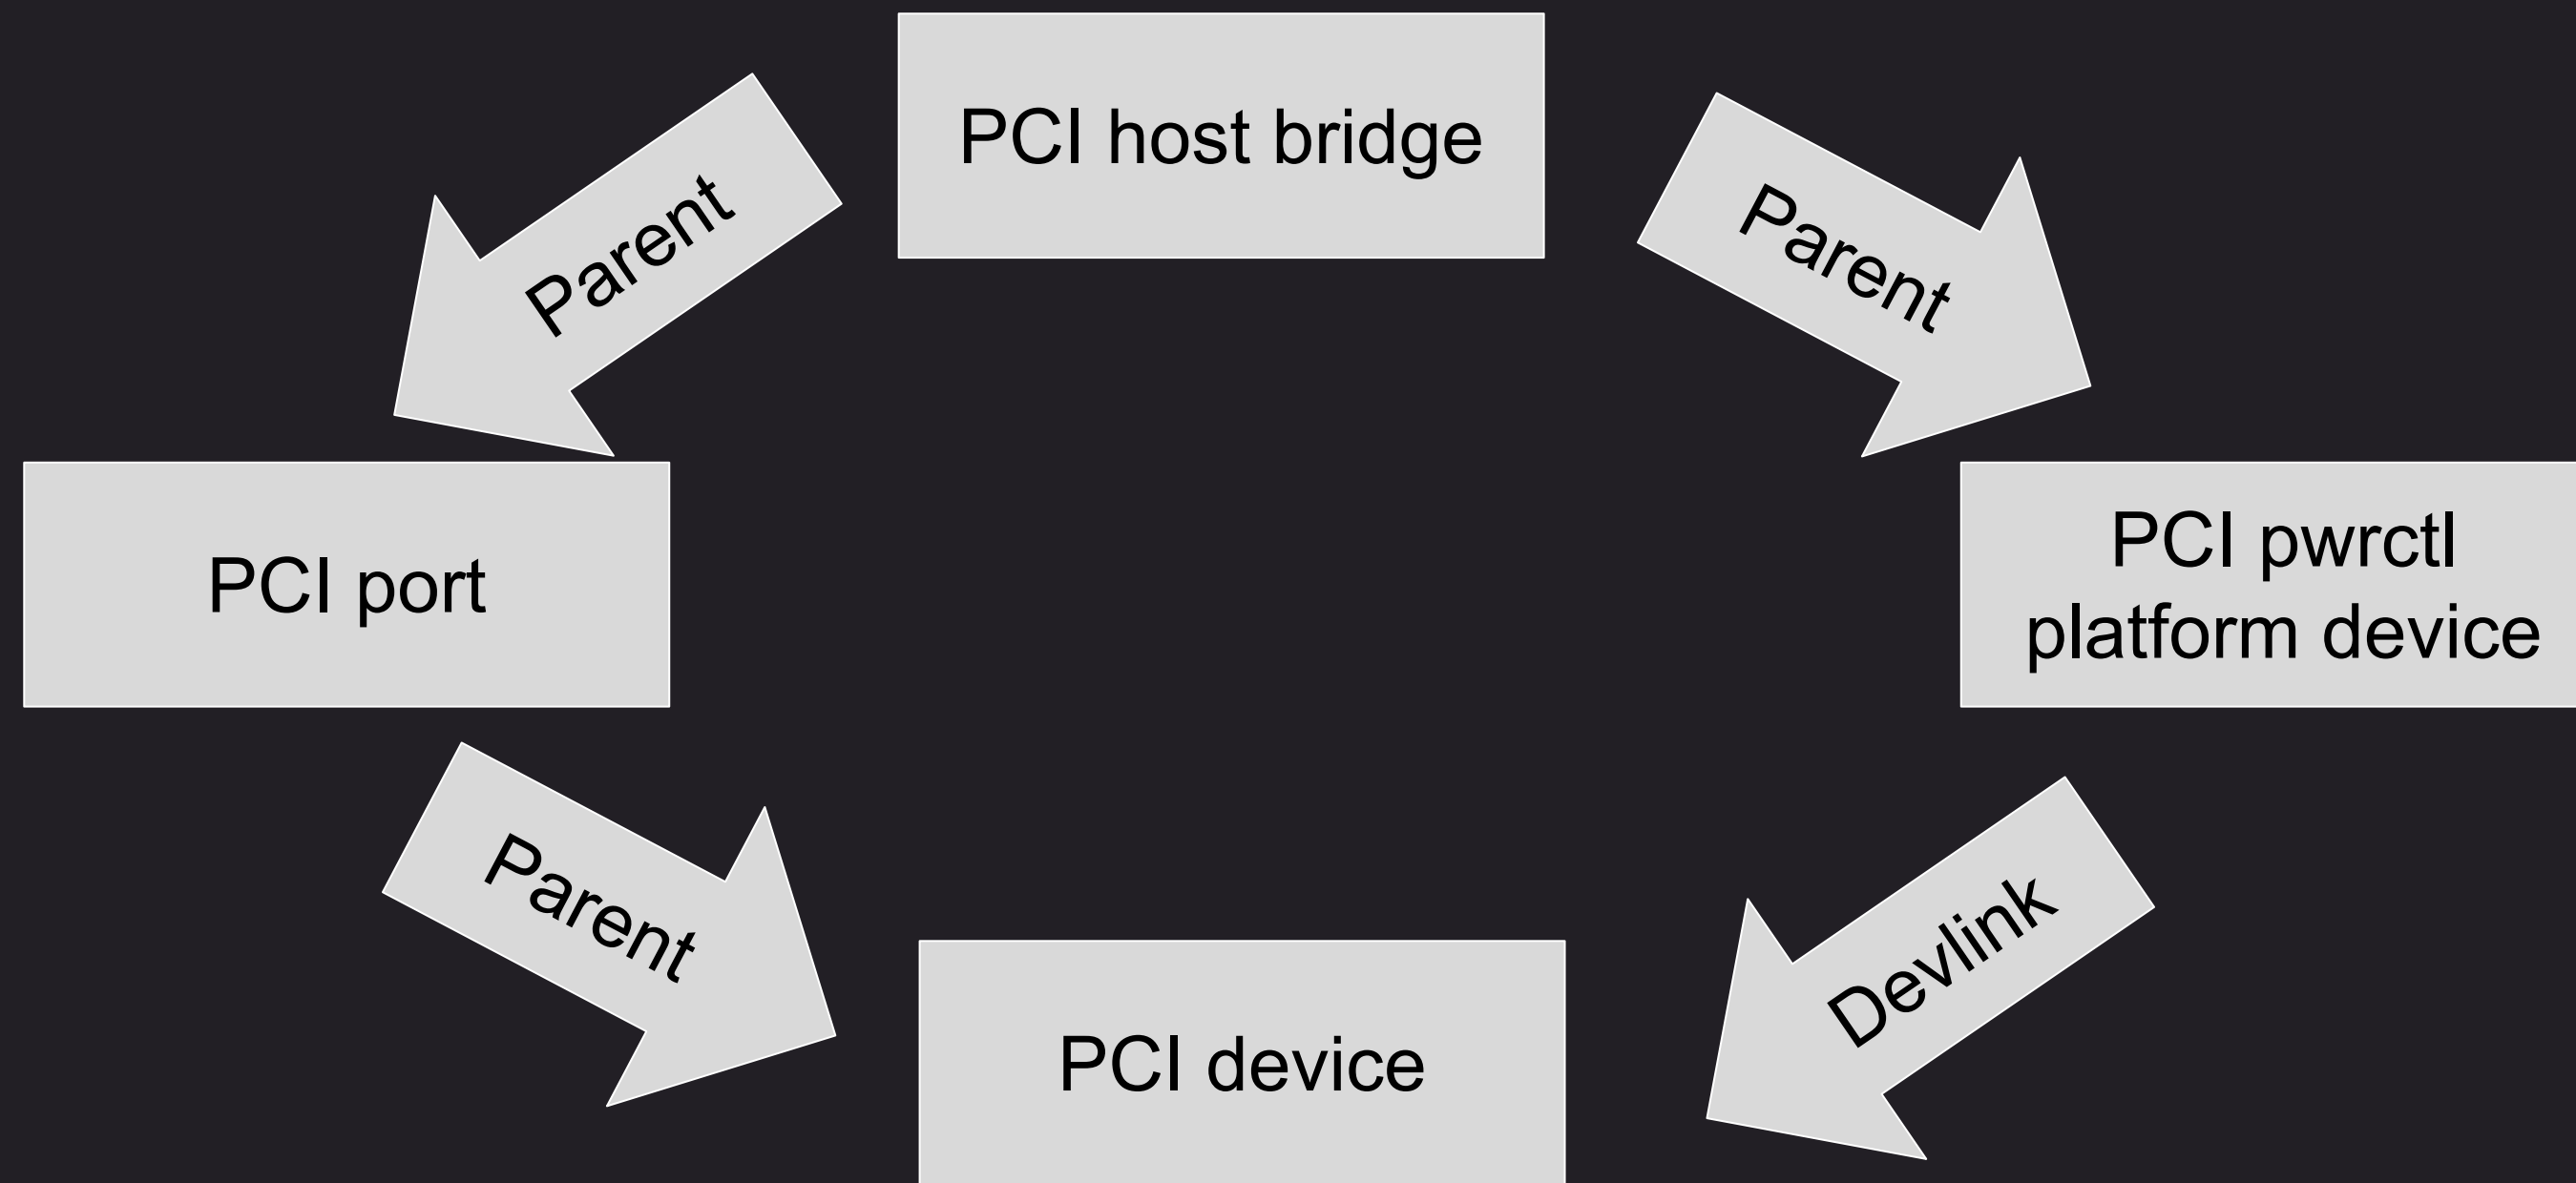 PCI host bridge
Parent
Parent
PCI port
PCI pwrctl
platform device
Parent
Devlink
PCI device